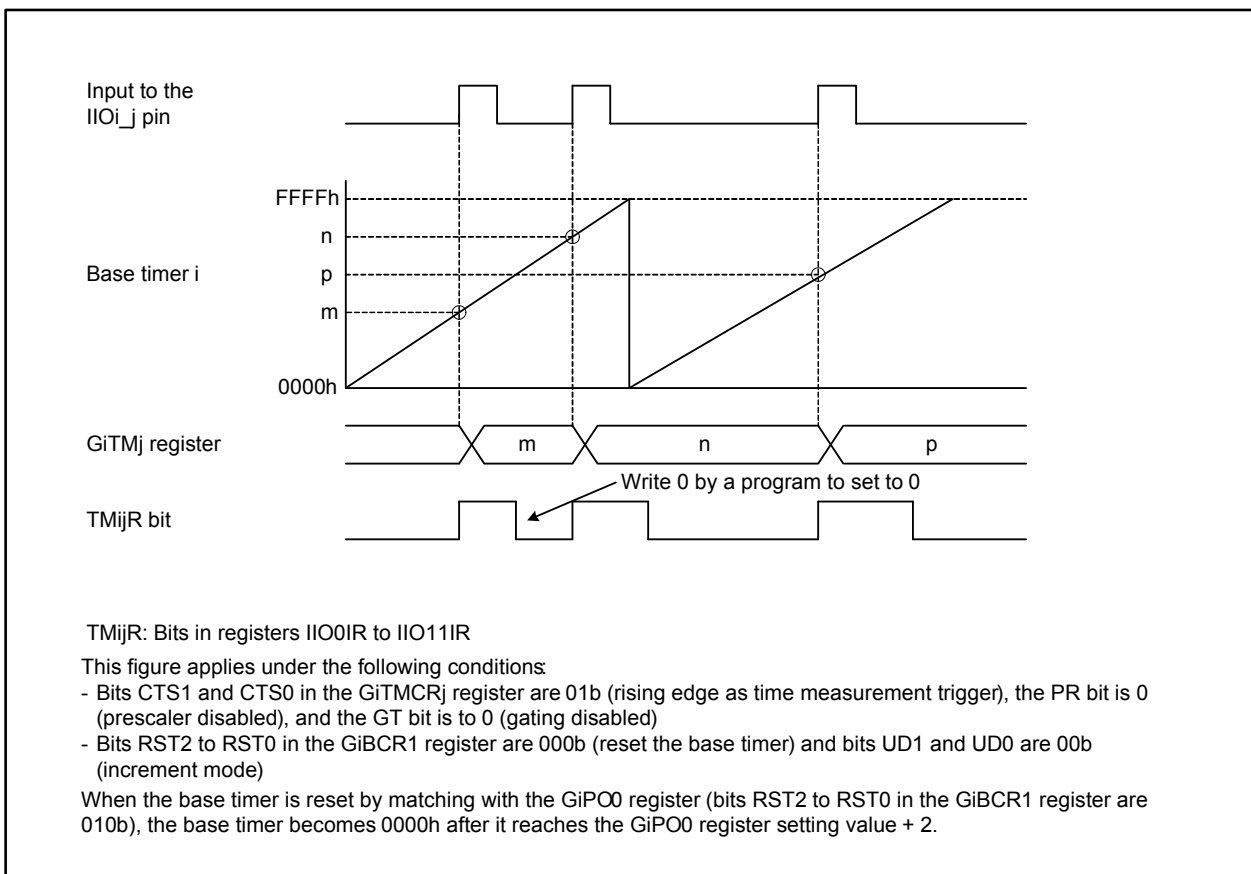 Input to the
IIOi_j pin
FFFFh
n
Base timer i
p
m
0000h
GiTMj register
m
n
p
Write 0 by a program to set to 0
TMijR bit
TMijR: Bits in registers IIO0IR to IIO11IR
This figure applies under the following conditions:
- Bits CTS1 and CTS0 in the GiTMCRj register are 01b (rising edge as time measurement trigger), the PR bit is 0
(prescaler disabled), and the GT bit is to 0 (gating disabled)
- Bits RST2 to RST0 in the GiBCR1 register are 000b (reset the base timer) and bits UD1 and UD0 are 00b
(increment mode)
When the base timer is reset by matching with the GiPO0 register (bits RST2 to RST0 in the GiBCR1 register are
010b), the base timer becomes 0000h after it reaches the GiPO0 register setting value + 2.